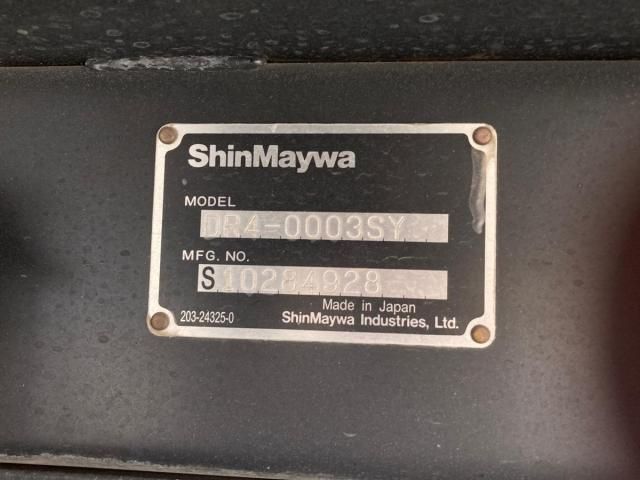 ShinMaywa
MODEL
DR4-0003SY
MFG. NO.
S10284928
Made in Japan
203-24325-0 ShinMaywa Industries, Ltd.